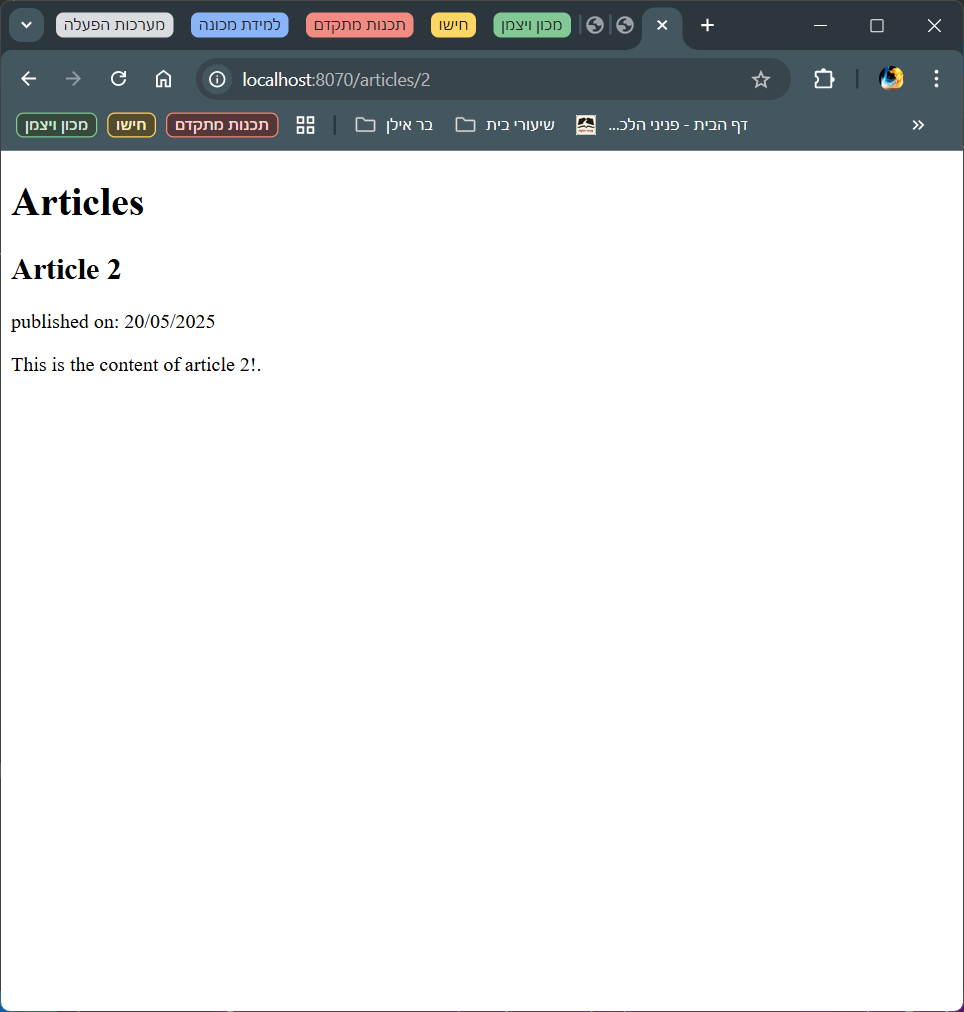 מערכות הפעלה
למידת מכונה
תכנות מתקדם
חישו
מכון ויצמן
localhost:8070/articles/2
מכון ויצמן
חישו
תכנות מתקדם
בר אילן
שיעורי בית
דף הבית - פניני הלכ...
Articles
Article 2
published on: 20/05/2025
This is the content of article 2!.